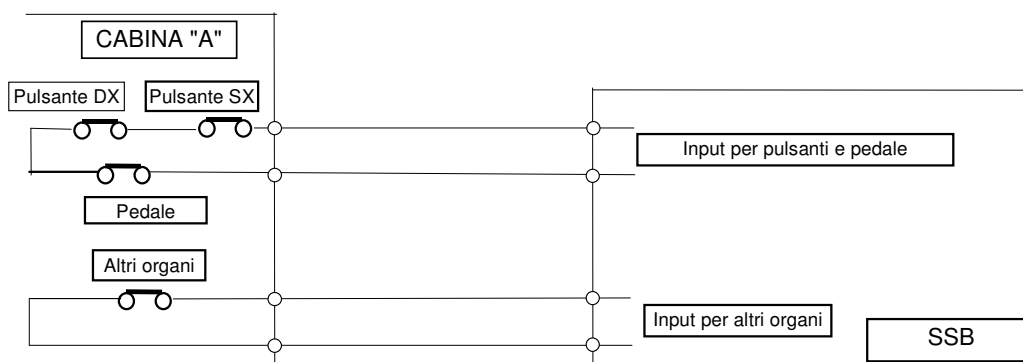 CABINA "A"
Pulsante DX
Pulsante SX
Input per pulsanti e pedale
Pedale
Altri organi
Input per altri organi
SSB